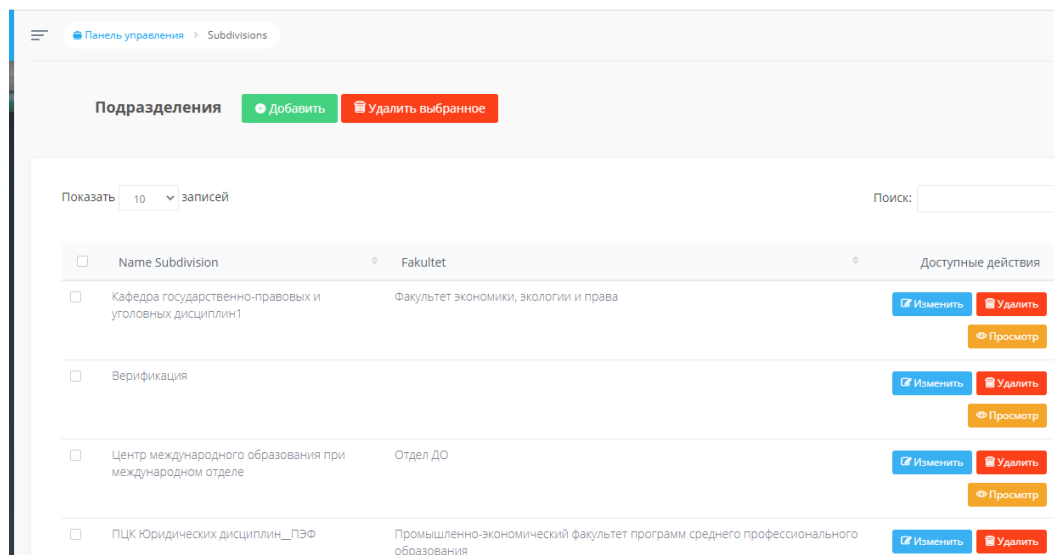 Панель управления > Subdivisions
Подразделения Добавить Удалить выбранное
Показать 10 записей Поиск:
Name Subdivision Fakultet Доступные действия
Кафедра государственно-правовых и Факультет экономики, экологии и права Изменить Удалить
уголовных дисциплин1
Просмотр
Верификация Изменить Удалить
Просмотр
Центр международного образования при Отдел ДО Изменить Удалить
международном отделе
Просмотр
ПЦК Юридических дисциплин__ПЭФ Промышленно-экономический факультет программ среднего профессионального Изменить Удалить
образования